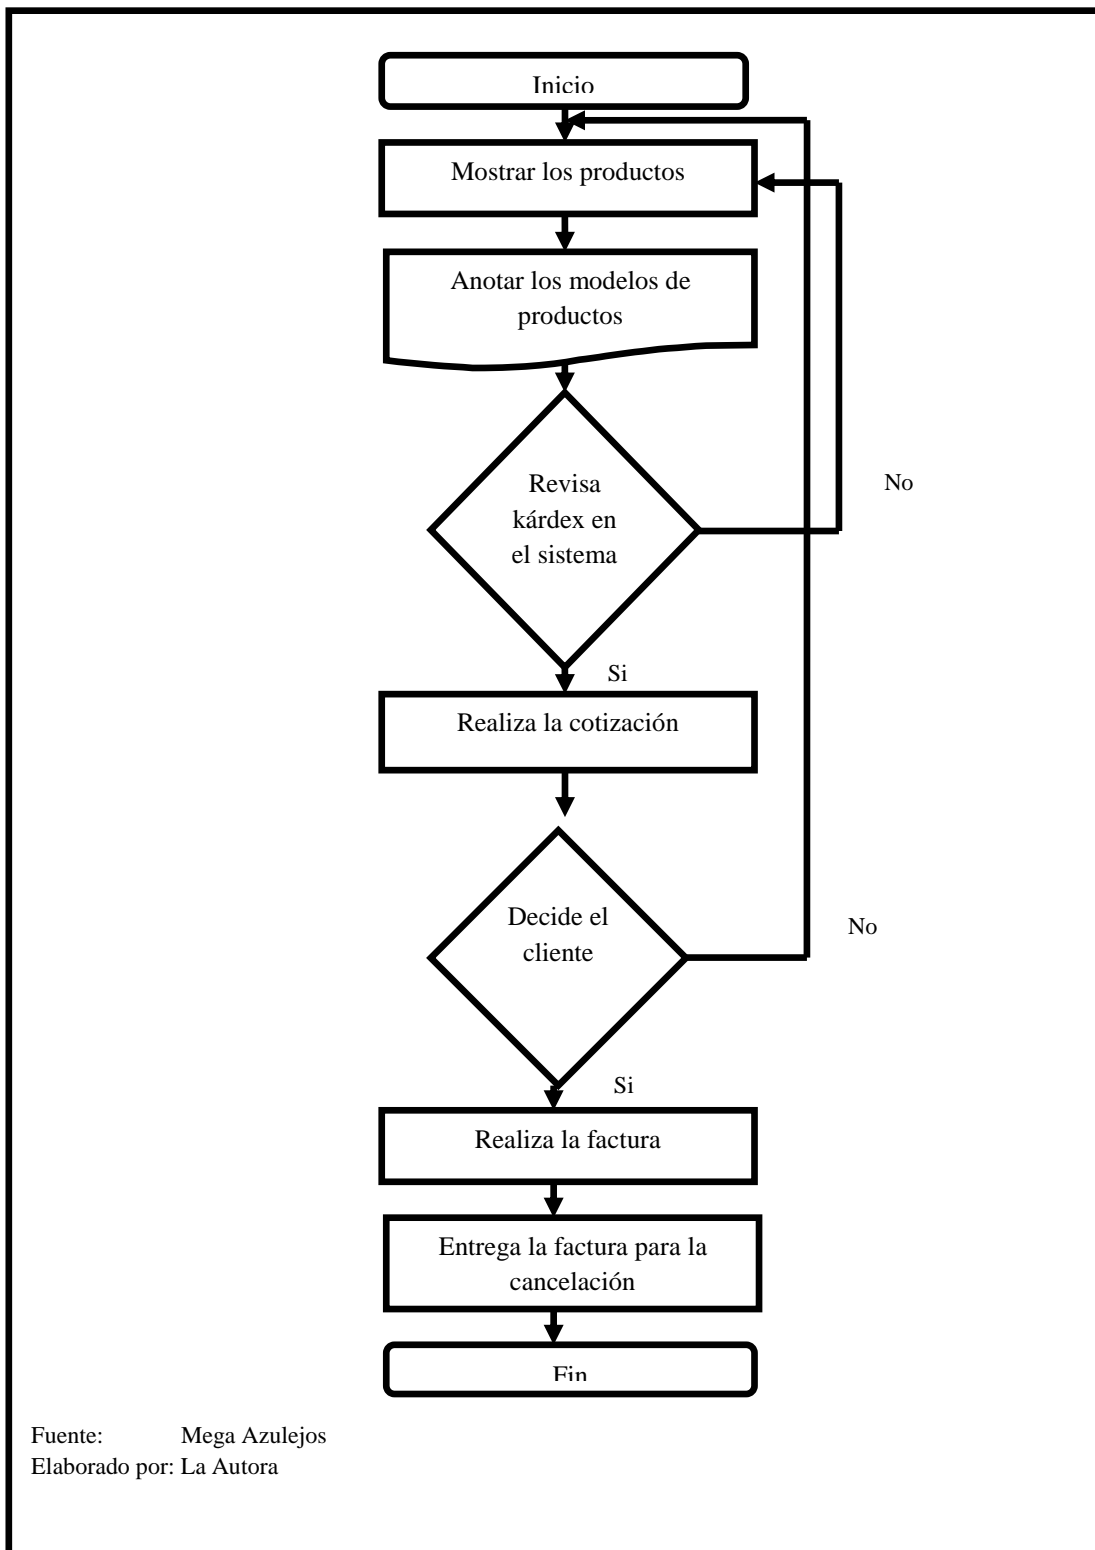 Inicio
Mostrar los productos
Anotar los modelos de
productos
Revisa
kárdex en
el sistema
No
Si
Realiza la cotización
Decide el
cliente
No
Si
Realiza la factura
Entrega la factura para la
cancelación
Fin
Fuente: Mega Azulejos
Elaborado por: La Autora